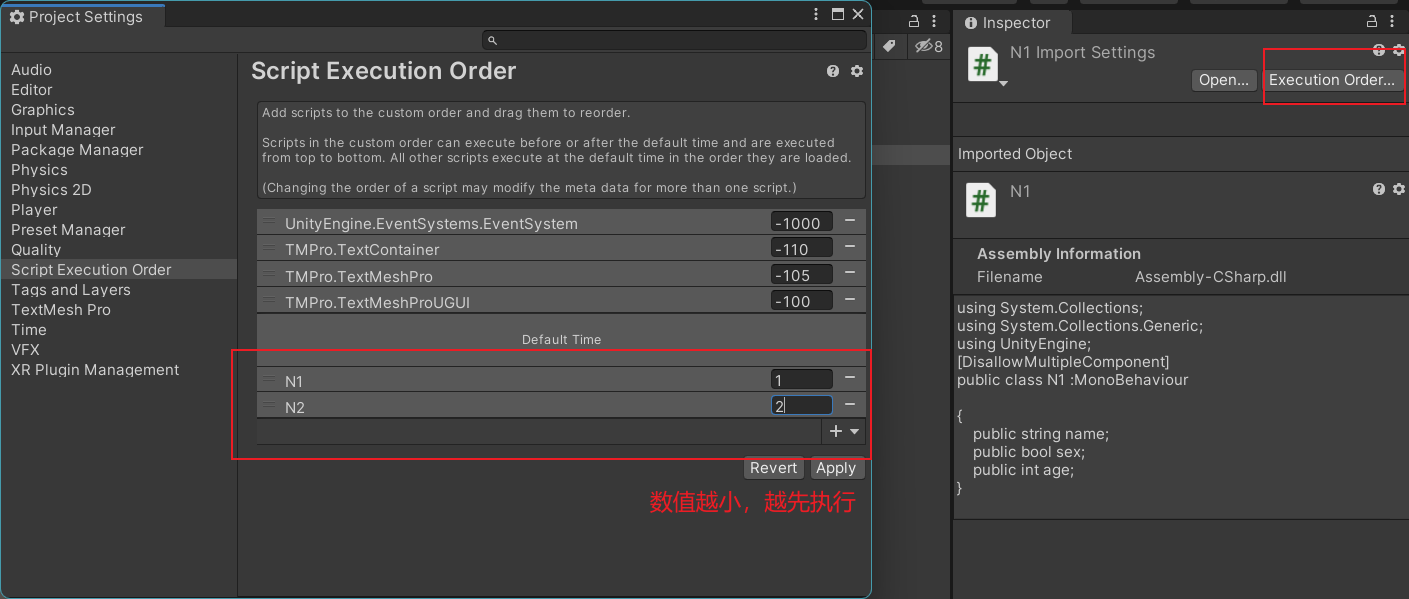 Project Settings
Script Execution Order
Audio
Editor
Graphics
Input Manager
Package Manager
Physics
Physics 2D
Player
Preset Manager
Quality
Script Execution Order
Tags and Layers
TextMesh Pro
Time
VFX
XR Plugin Management
Add scripts to the custom order and drag them to reorder.
Scripts in the custom order can execute before or after the default time and are executed
from top to bottom. All other scripts execute at the default time in the order they are loaded.
(Changing the order of a script may modify the meta data for more than one script.)
UnityEngine.EventSystems.EventSystem -1000
TMPro.TextContainer -110
TMPro.TextMeshPro -105
TMPro.TextMeshProUGUI -100
Default Time
N1 1
N2 2
Revert Apply
数值越小，越先执行
8
Inspector
N1 Import Settings
Open... Execution Order...
Imported Object
N1
Assembly Information
Filename Assembly-CSharp.dll
using System.Collections;
using System.Collections.Generic;
using UnityEngine;
[DisallowMultipleComponent]
public class N1 :MonoBehaviour
{
public string name;
public bool sex;
public int age;
}